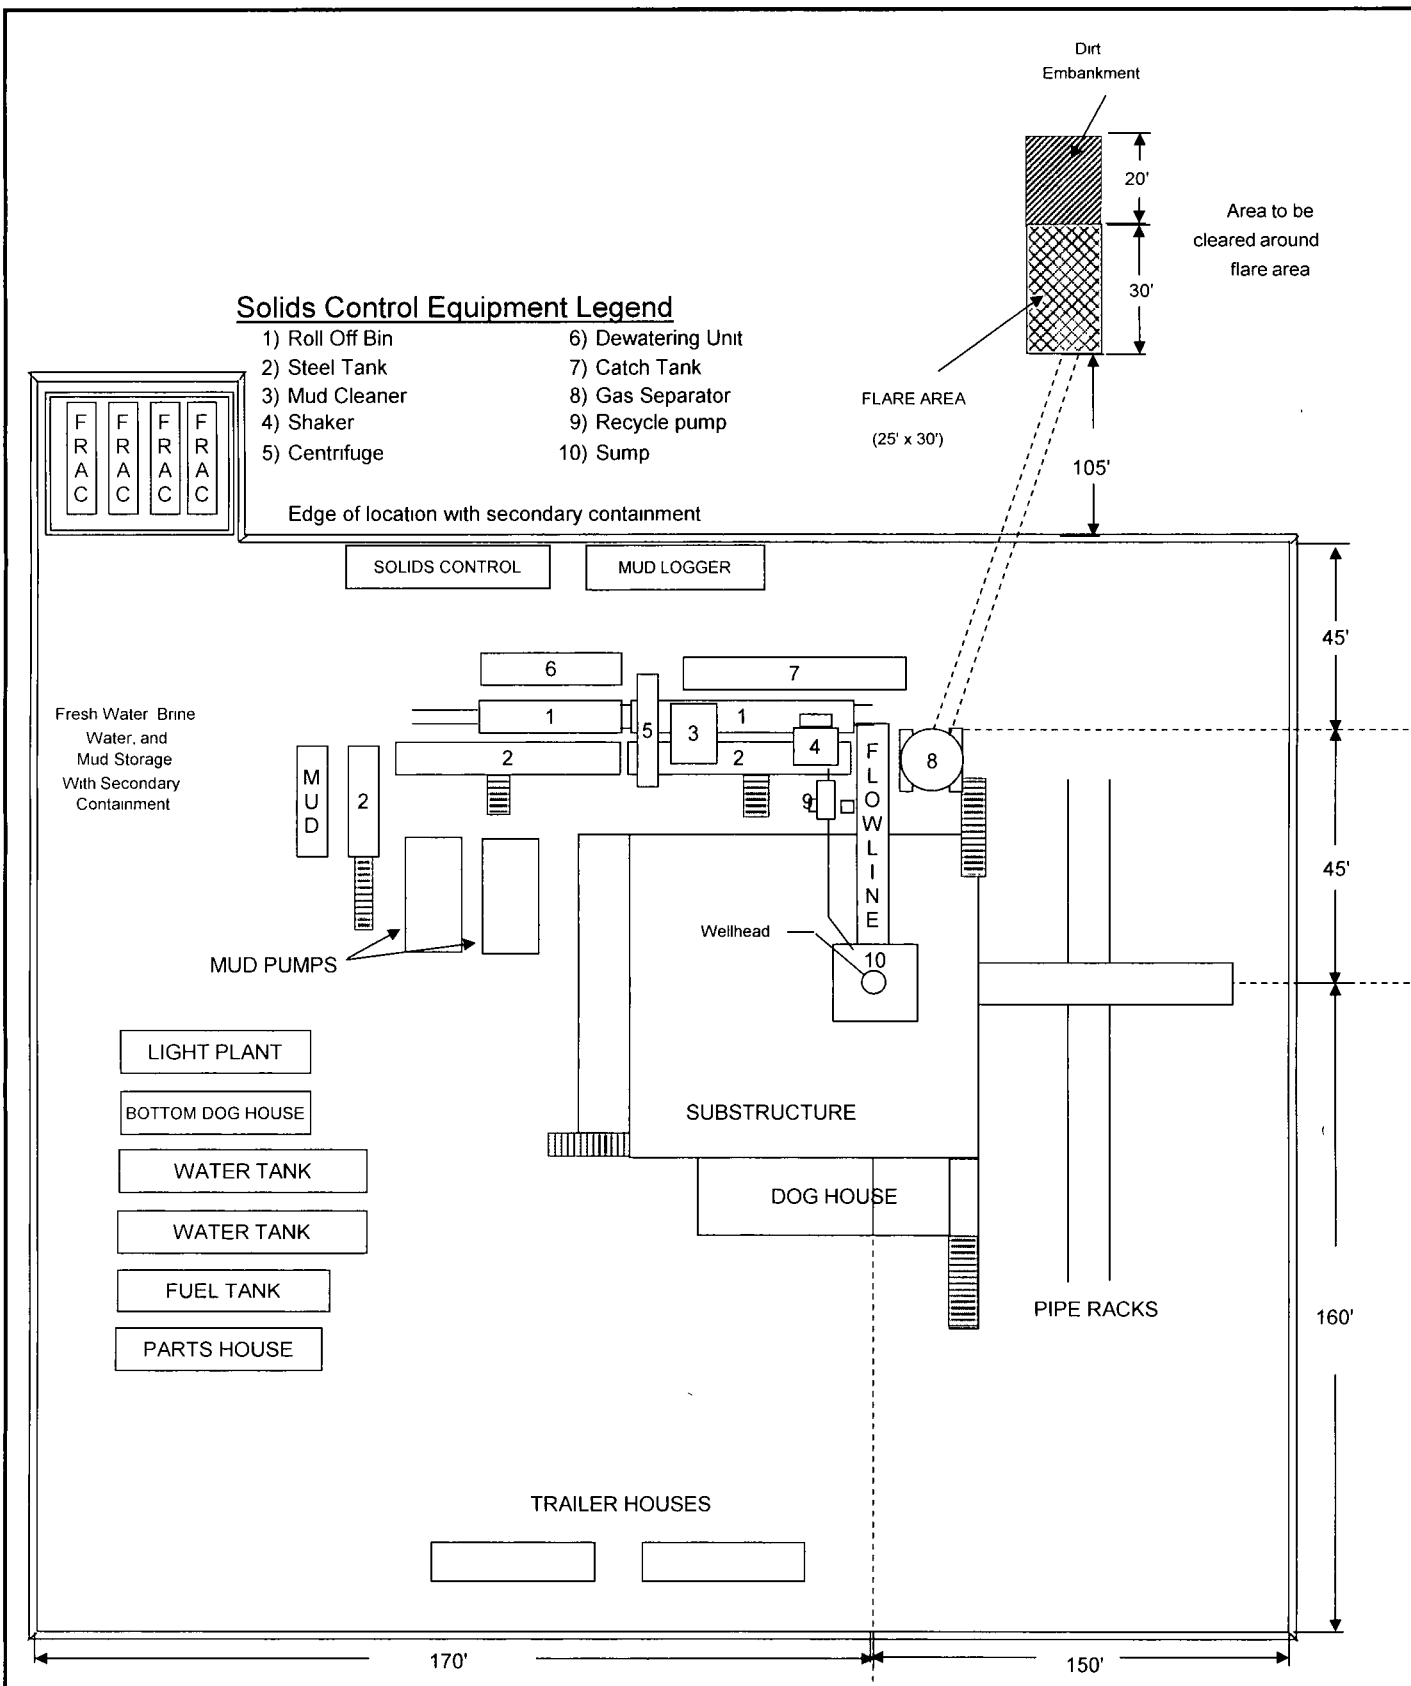 Dirt
Embankment
20'
Area to be
cleared around
flare area
30'
Solids Control Equipment Legend
1) Roll Off Bin
2) Steel Tank
3) Mud Cleaner
4) Shaker
5) Centrifuge
6) Dewatering Unit
7) Catch Tank
8) Gas Separator
9) Recycle pump
10) Sump
FLARE AREA
(25' x 30')
105'
FRAC
FRAC
FRAC
FRAC
Edge of location with secondary containment
SOLIDS CONTROL
MUD LOGGER
45'
6
7
1
5
3
1
4
2
2
8
FLOWLINE
9
Fresh Water Brine
Water, and
Mud Storage
With Secondary
Containment
MUD
2
45'
MUD PUMPS
Wellhead
10
LIGHT PLANT
BOTTOM DOG HOUSE
WATER TANK
WATER TANK
FUEL TANK
PARTS HOUSE
SUBSTRUCTURE
DOG HOUSE
PIPE RACKS
160'
TRAILER HOUSES
170'
150'